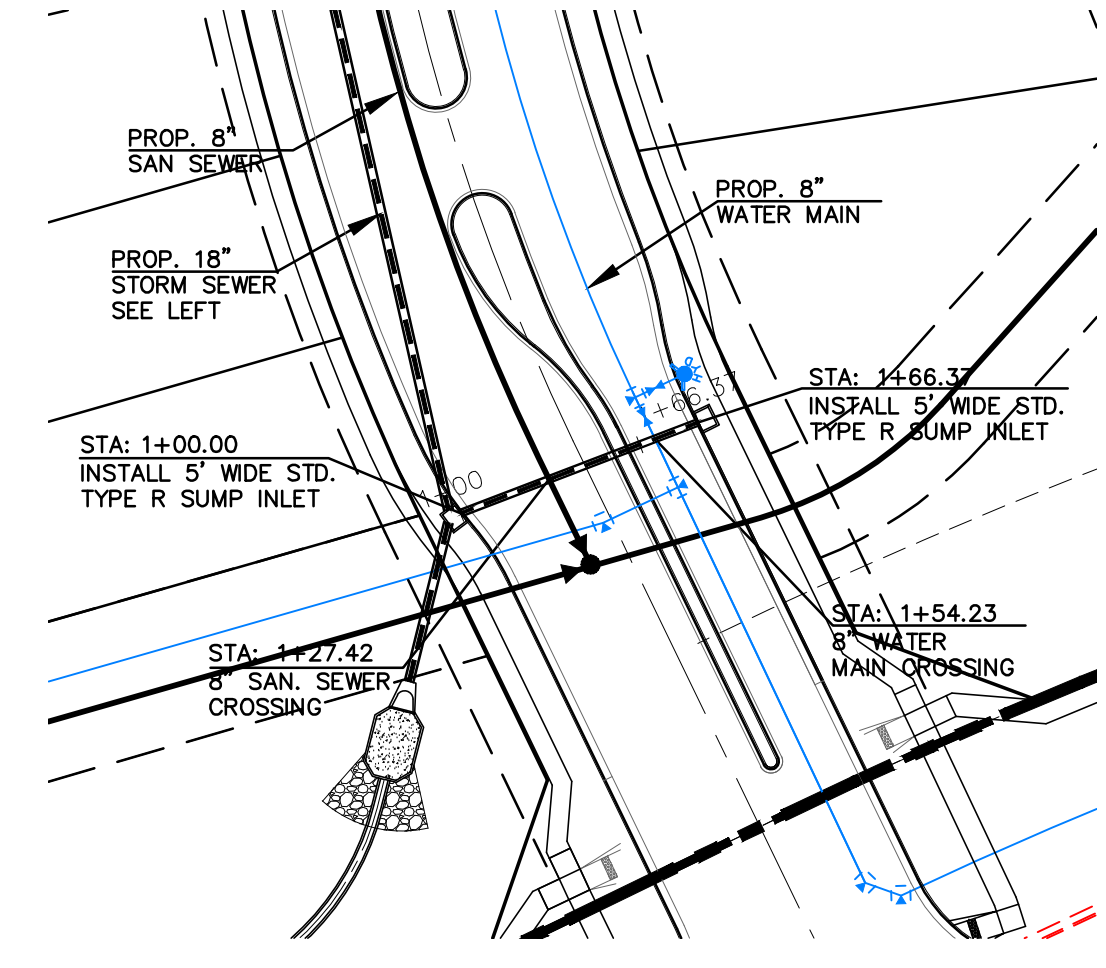 PROP. 8"
SAN SEWER
PROP. 8"
WATER MAIN
PROP. 18"
STORM SEWER
SEE LEFT
PYH
+66.37
STA: 1+66.37
INSTALL 5' WIDE STD.
TYPE R SUMP INLET
STA: 1+00.00
INSTALL 5' WIDE STD.
TYPE R SUMP INLET
1+00
STA: 1+54.23
8" WATER
MAIN CROSSING
STA: 1+27.42
8" SAN. SEWER
CROSSING